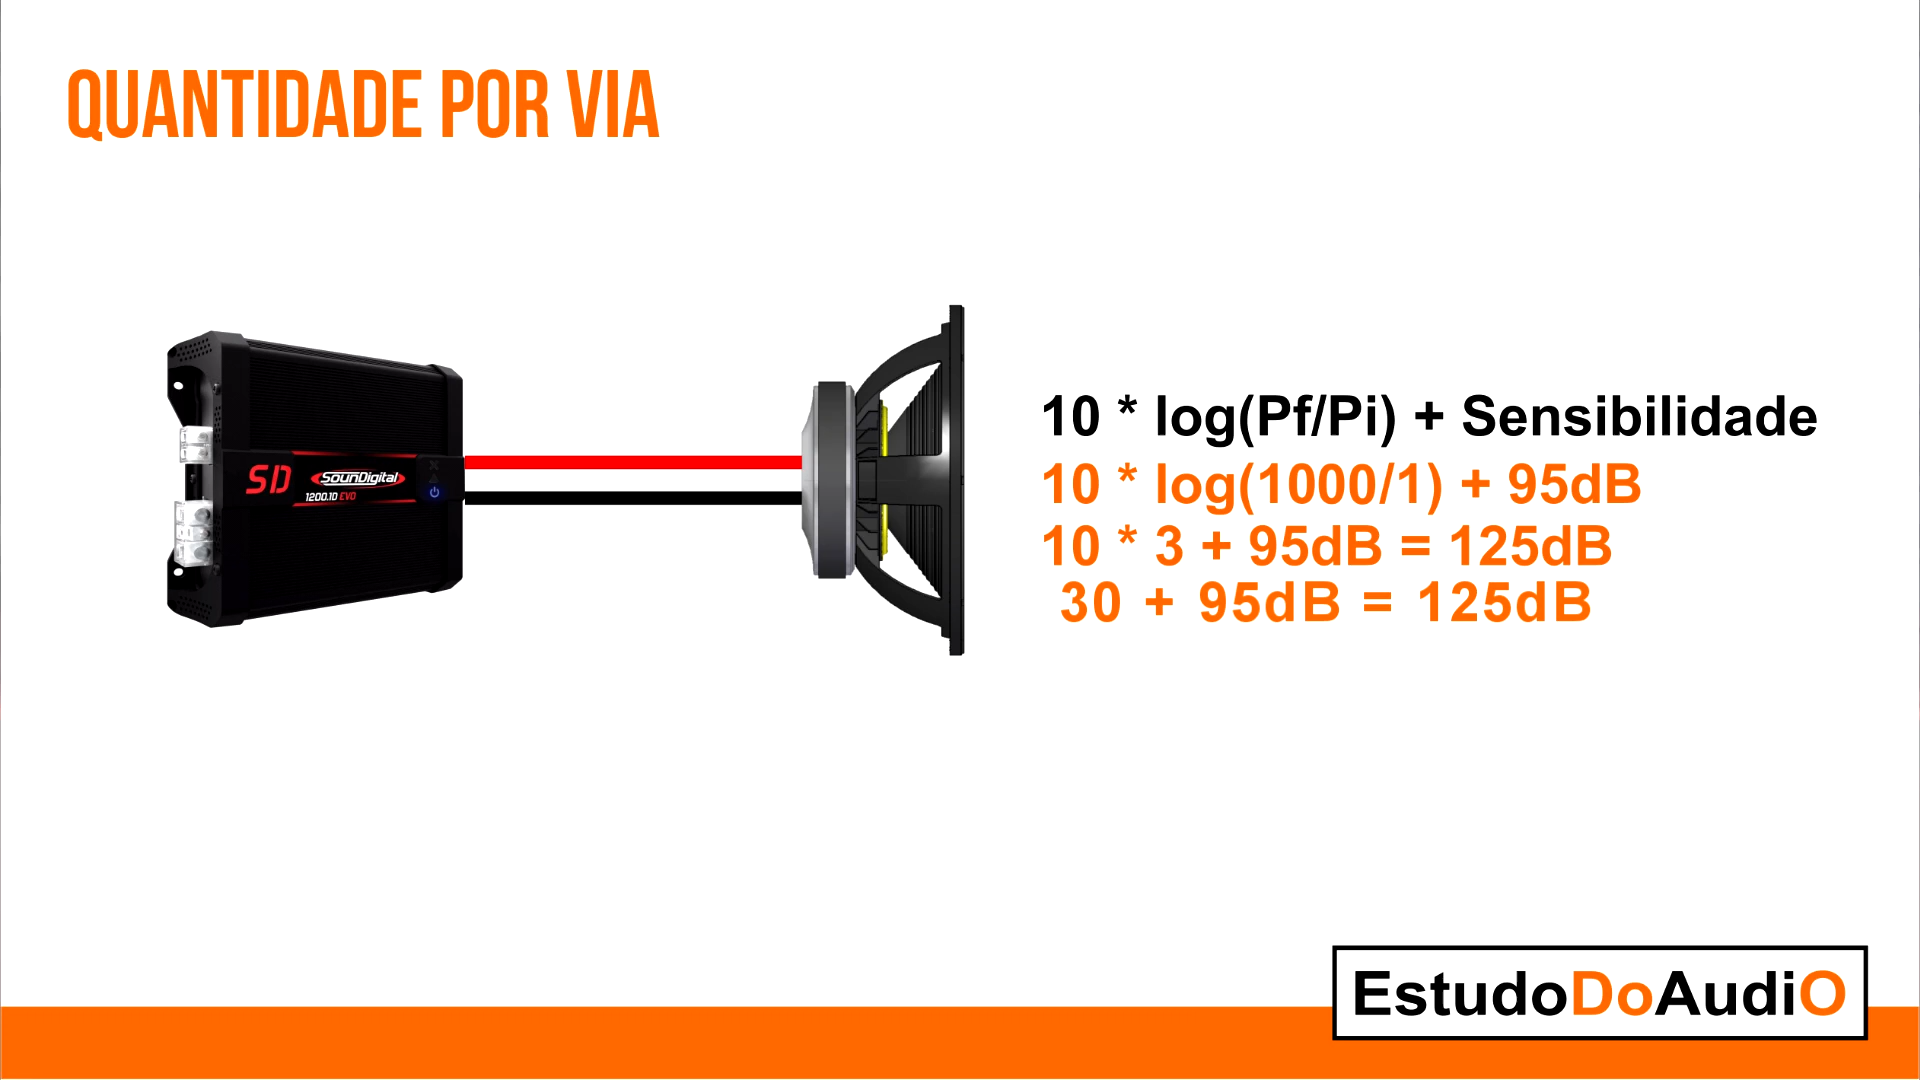 QUANTIDADE POR VIA
SD SounDigital
1200.1D EVO
10 * log(Pf/Pi) + Sensibilidade
10 * log(1000/1) + 95dB
10 * 3 + 95dB = 125dB
30 + 95dB = 125dB
EstudoDoAudiO